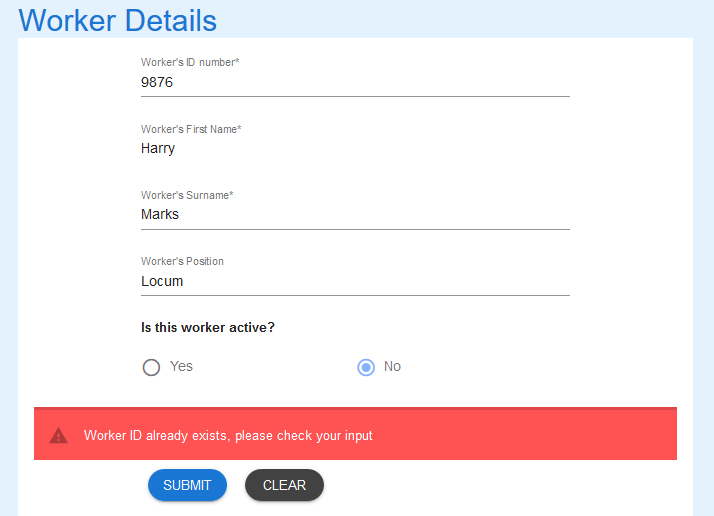 Worker Details
Worker's ID number*
9876
Worker's First Name*
Harry
Worker's Surname*
Marks
Worker's Position
Locum
Is this worker active?
Yes No
Worker ID already exists, please check your input
SUBMIT CLEAR